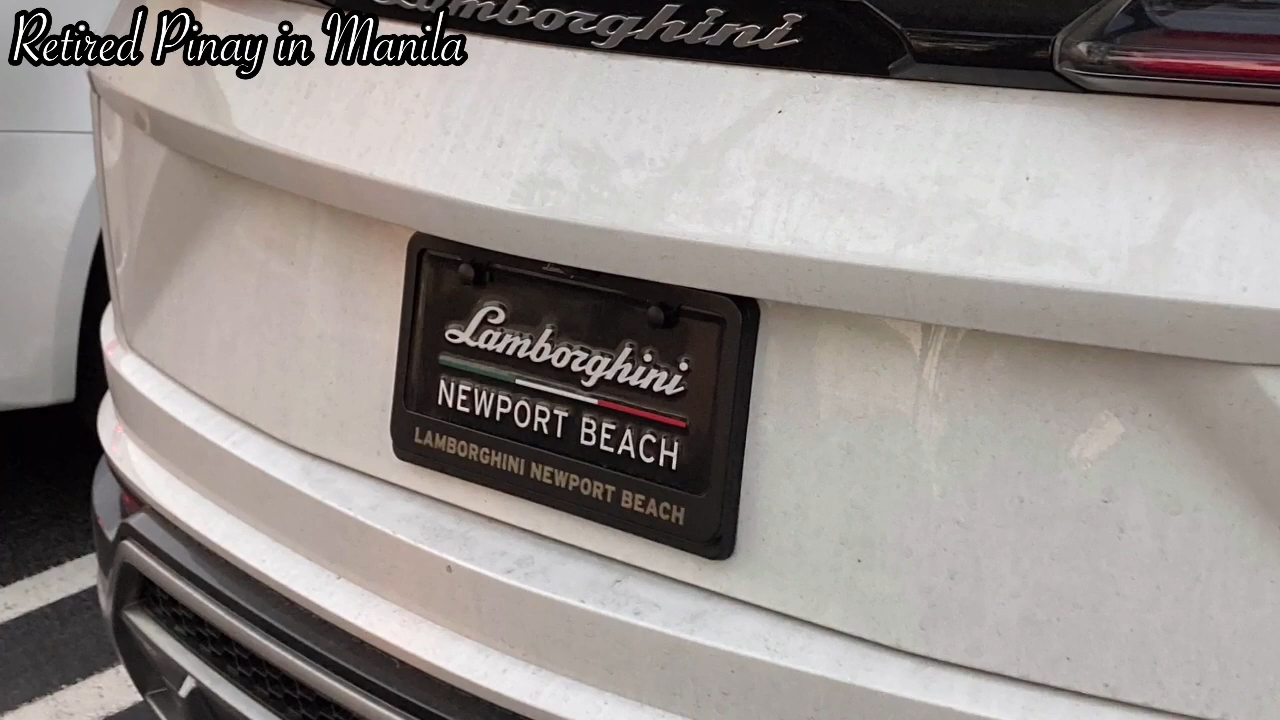 Retired Pinay in Manila
Lamborghini
Lamborghini
NEWPORT BEACH
LAMBORGHINI NEWPORT BEACH